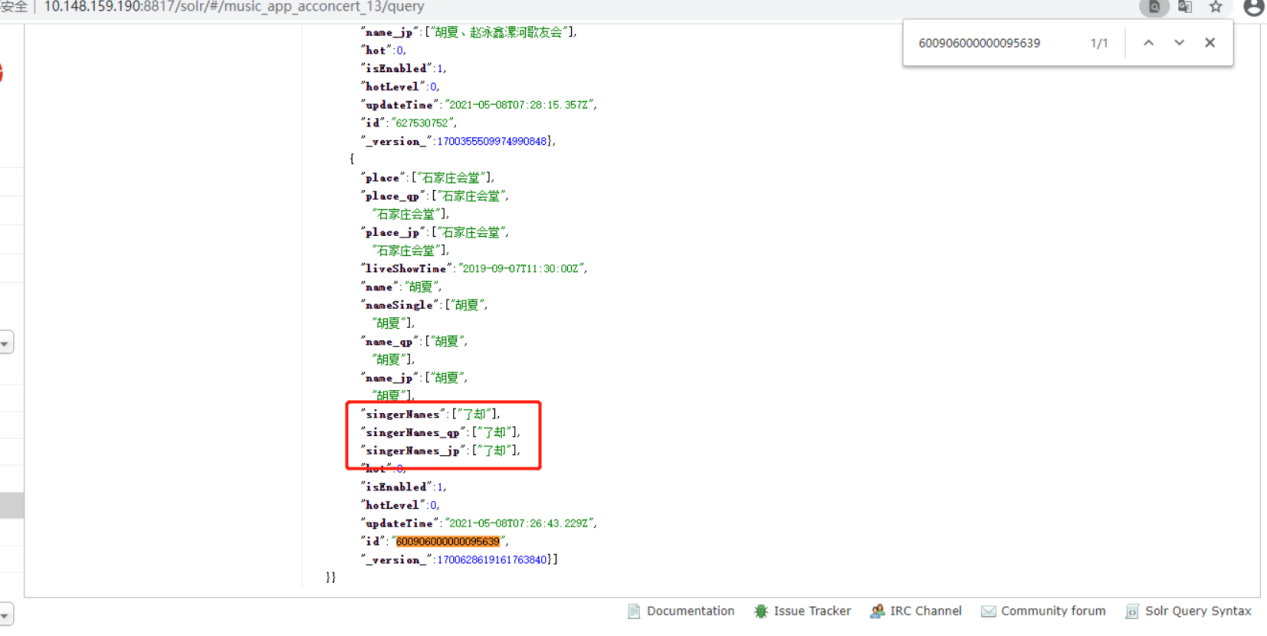 安全 | 10.148.159.190:8817/solr/#/music_app_acconcert_13/query
600906000000095639 1/1
"name_jp":["胡夏、赵泳鑫漯河歌友会"],
"hot":0,
"isEnabled":1,
"hotLevel":0,
"updateTime":"2021-05-08T07:28:15.357Z",
"id":"627530752",
"_version_":1700355509974990848},
{
"place":["石家庄会堂"],
"place_qp":["石家庄会堂",
"石家庄会堂"],
"place_jp":["石家庄会堂",
"石家庄会堂"],
"liveShowTime":"2019-09-07T11:30:00Z",
"name":"胡夏",
"nameSingle":["胡夏",
"胡夏"],
"name_qp":["胡夏",
"胡夏"],
"name_jp":["胡夏",
"胡夏"],
"singerNames":["了却"],
"singerNames_qp":["了却"],
"singerNames_jp":["了却"],
"hot":0,
"isEnabled":1,
"hotLevel":0,
"updateTime":"2021-05-08T07:26:43.229Z",
"id":"600906000000095639",
"_version_":1700628619161763840}]
}}
Documentation Issue Tracker IRC Channel Community forum Solr Query Syntax